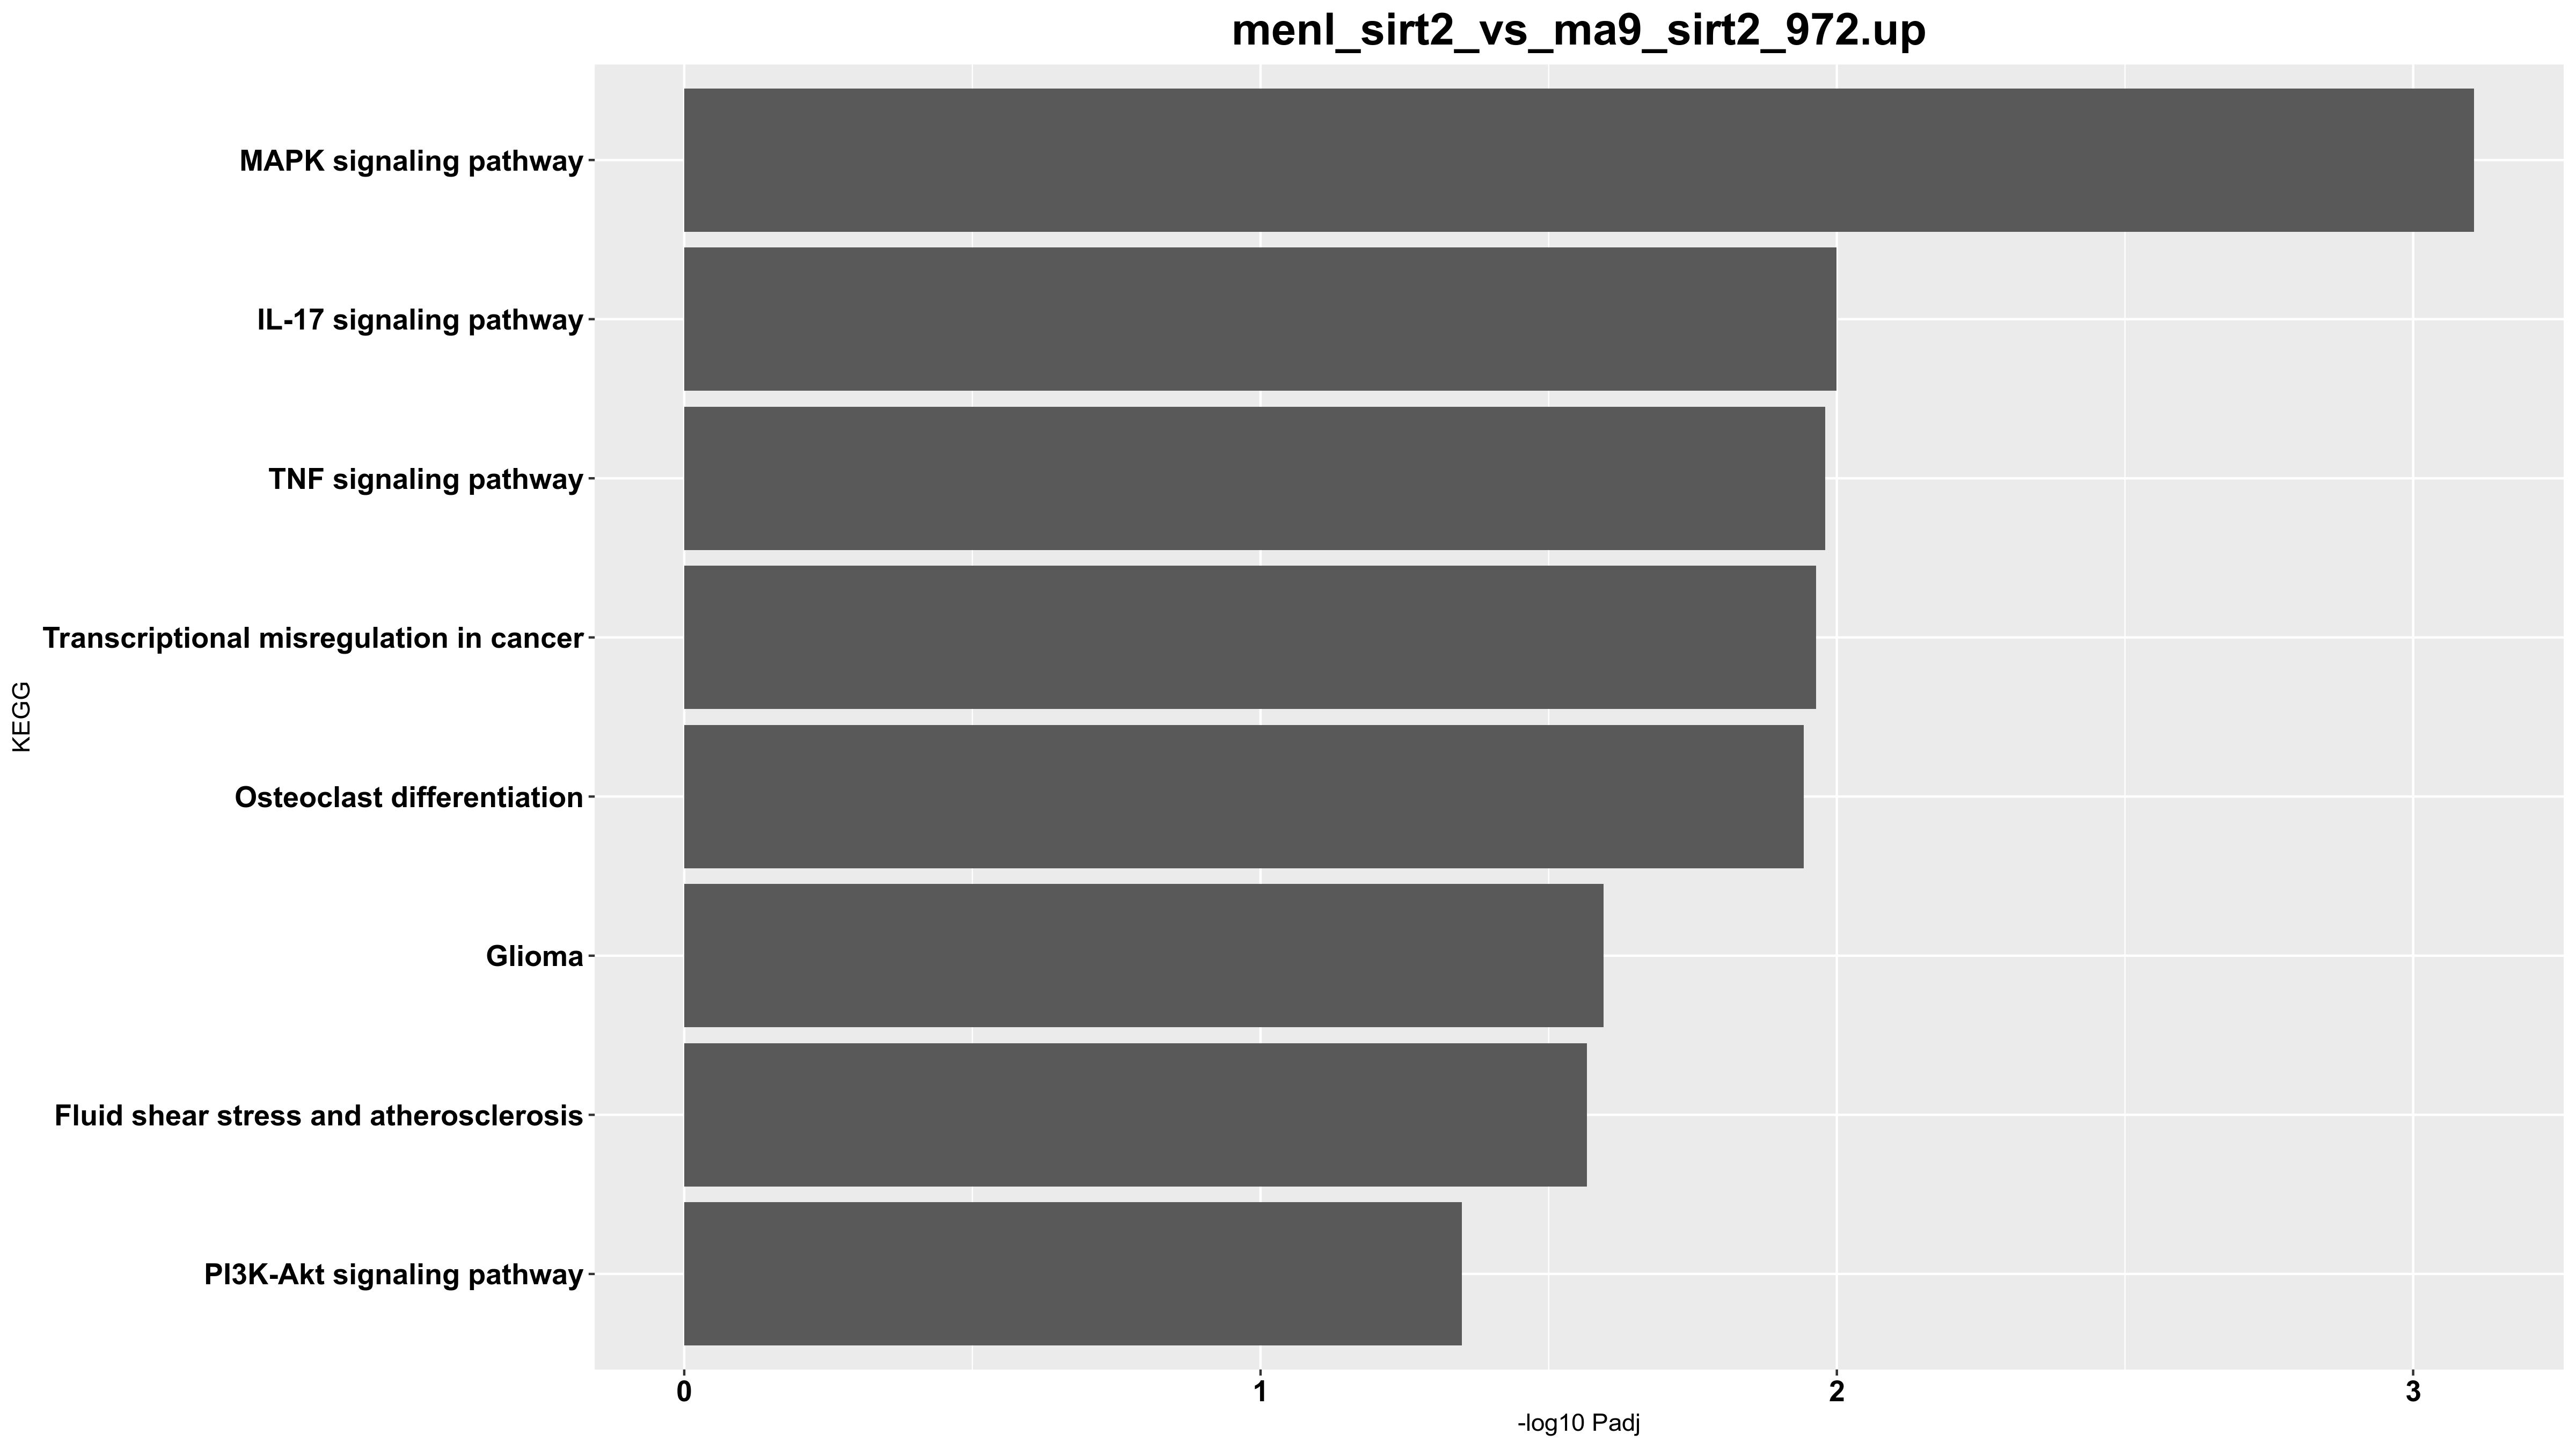 menI_sirt2_vs_ma9_sirt2_972.up
MAPK signaling pathway
IL-17 signaling pathway
TNF signaling pathway
Transcriptional misregulation in cancer
Osteoclast differentiation
Glioma
Fluid shear stress and atherosclerosis
PI3K-Akt signaling pathway
KEGG
0 1 2 3
-log10 Padj